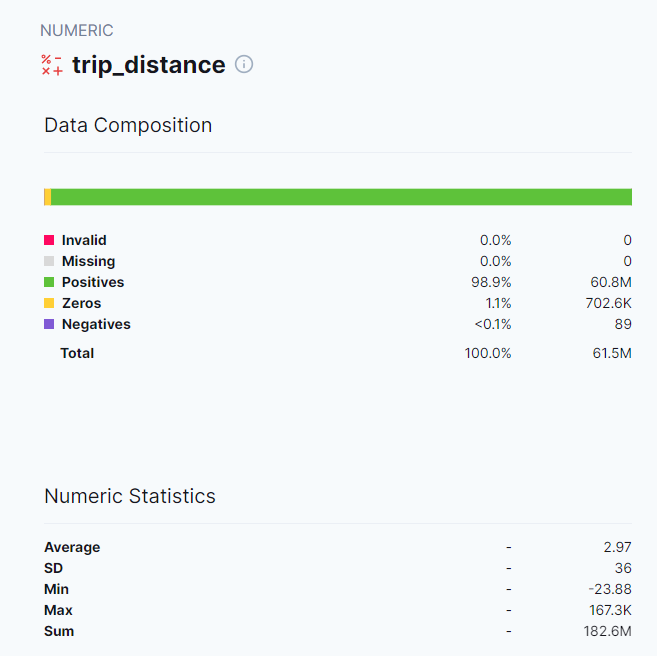 NUMERIC
trip_distance
Data Composition
Invalid 0.0% 0
Missing 0.0% 0
Positives 98.9% 60.8M
Zeros 1.1% 702.6K
Negatives <0.1% 89
Total 100.0% 61.5M
Numeric Statistics
Average - 2.97
SD - 36
Min - -23.88
Max - 167.3K
Sum - 182.6M